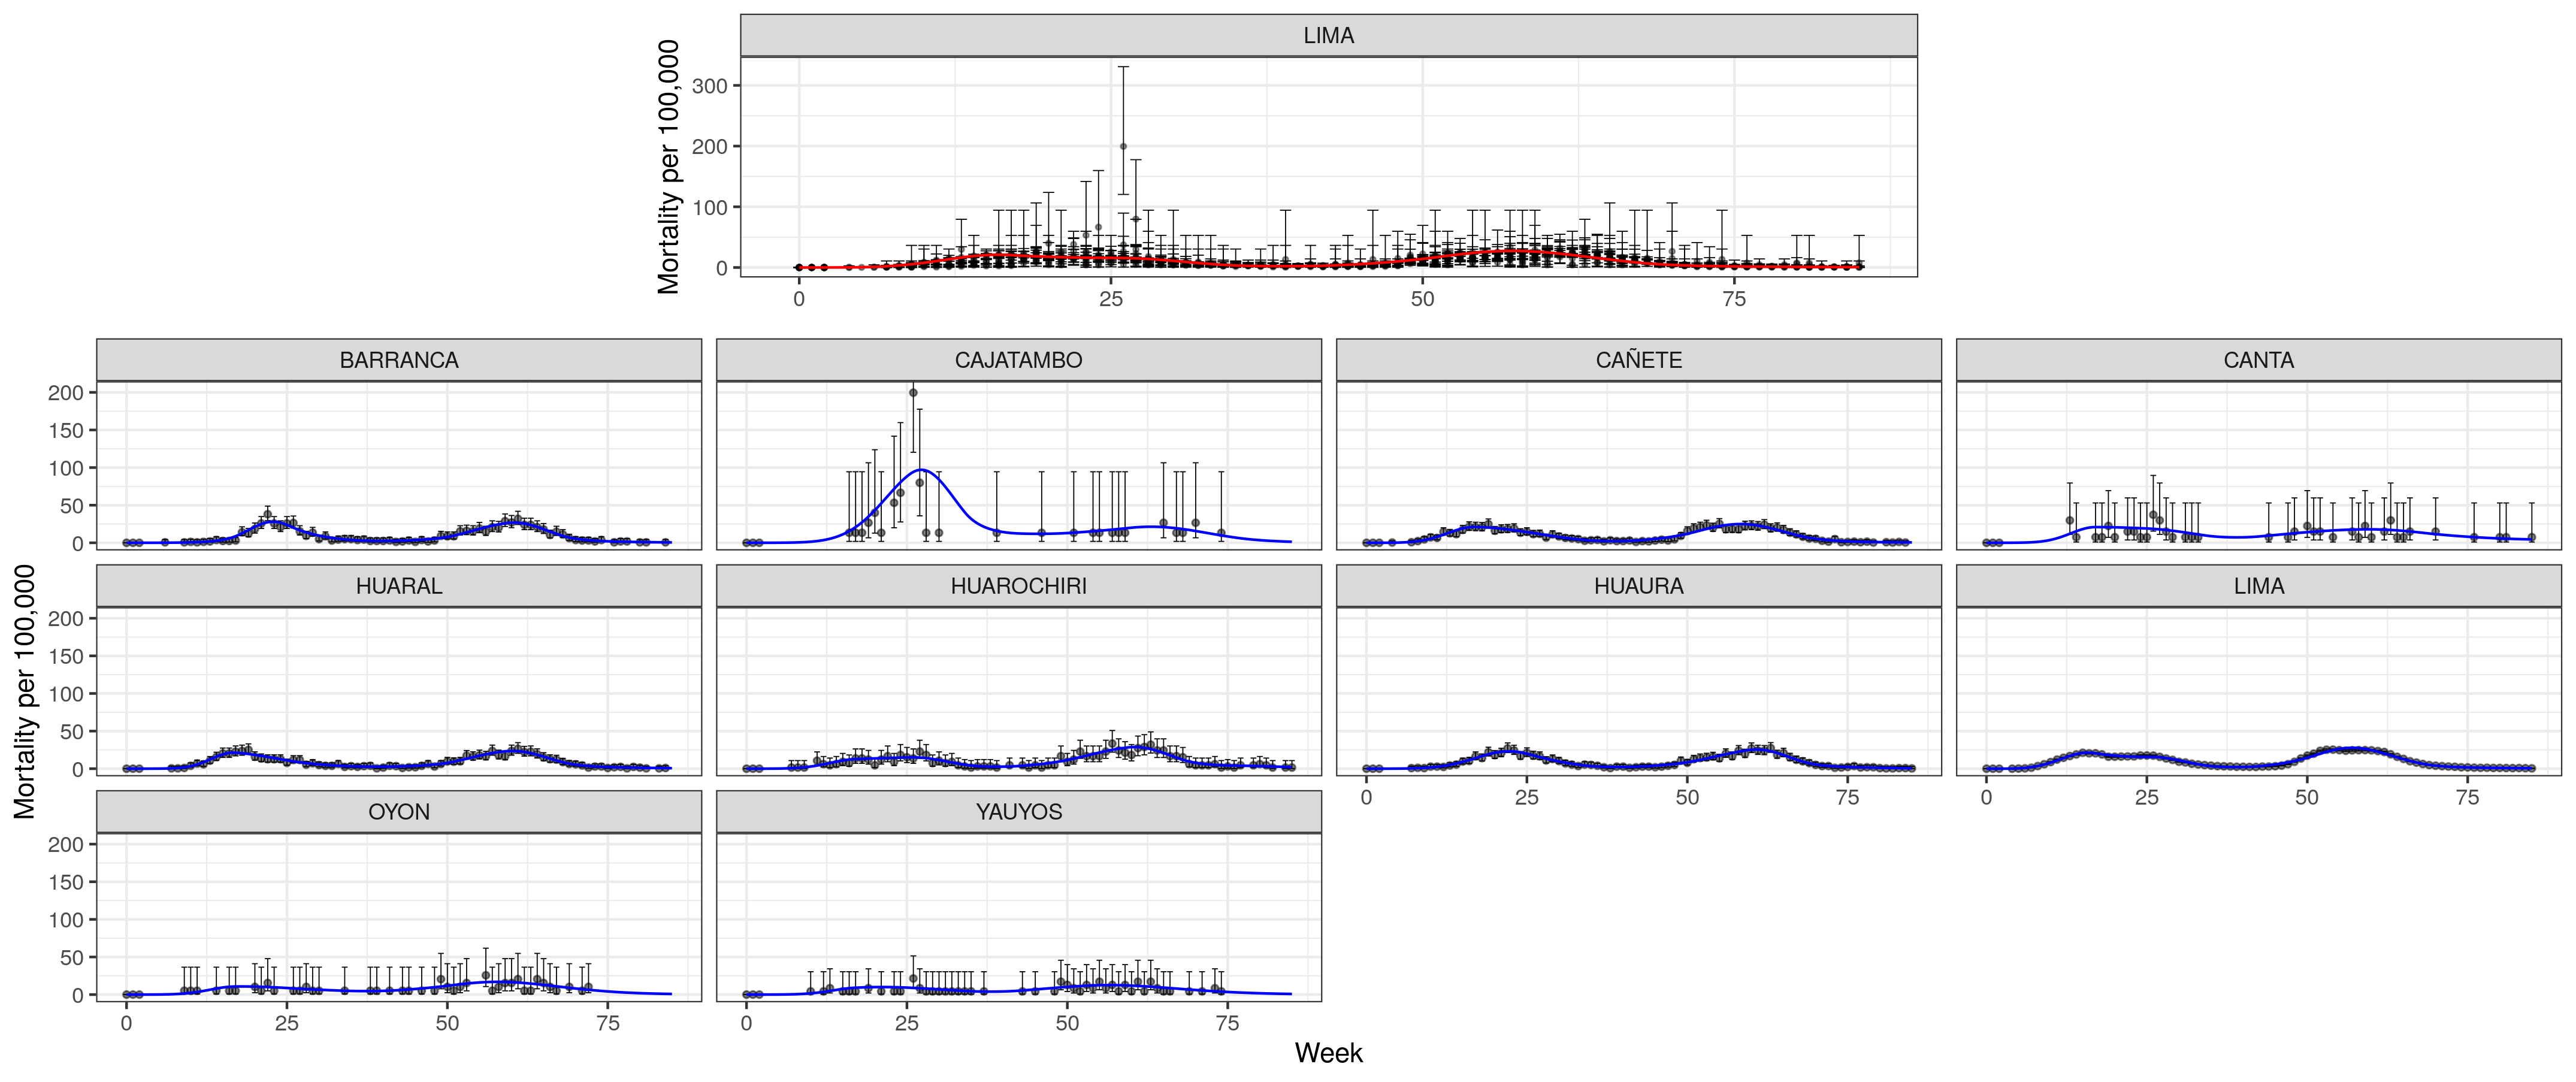 LIMA
Mortality per 100,000
300
200
100
0
0 25 50 75
BARRANCA CAJATAMBO CAÑETE CANTA
200
150
100
50
0
HUARAL HUAROCHIRI HUAURA LIMA
Mortality per 100,000
200
150
100
50
0
0 25 50 75 0 25 50 75
OYON YAUYOS
200
150
100
50
0
0 25 50 75 0 25 50 75
Week